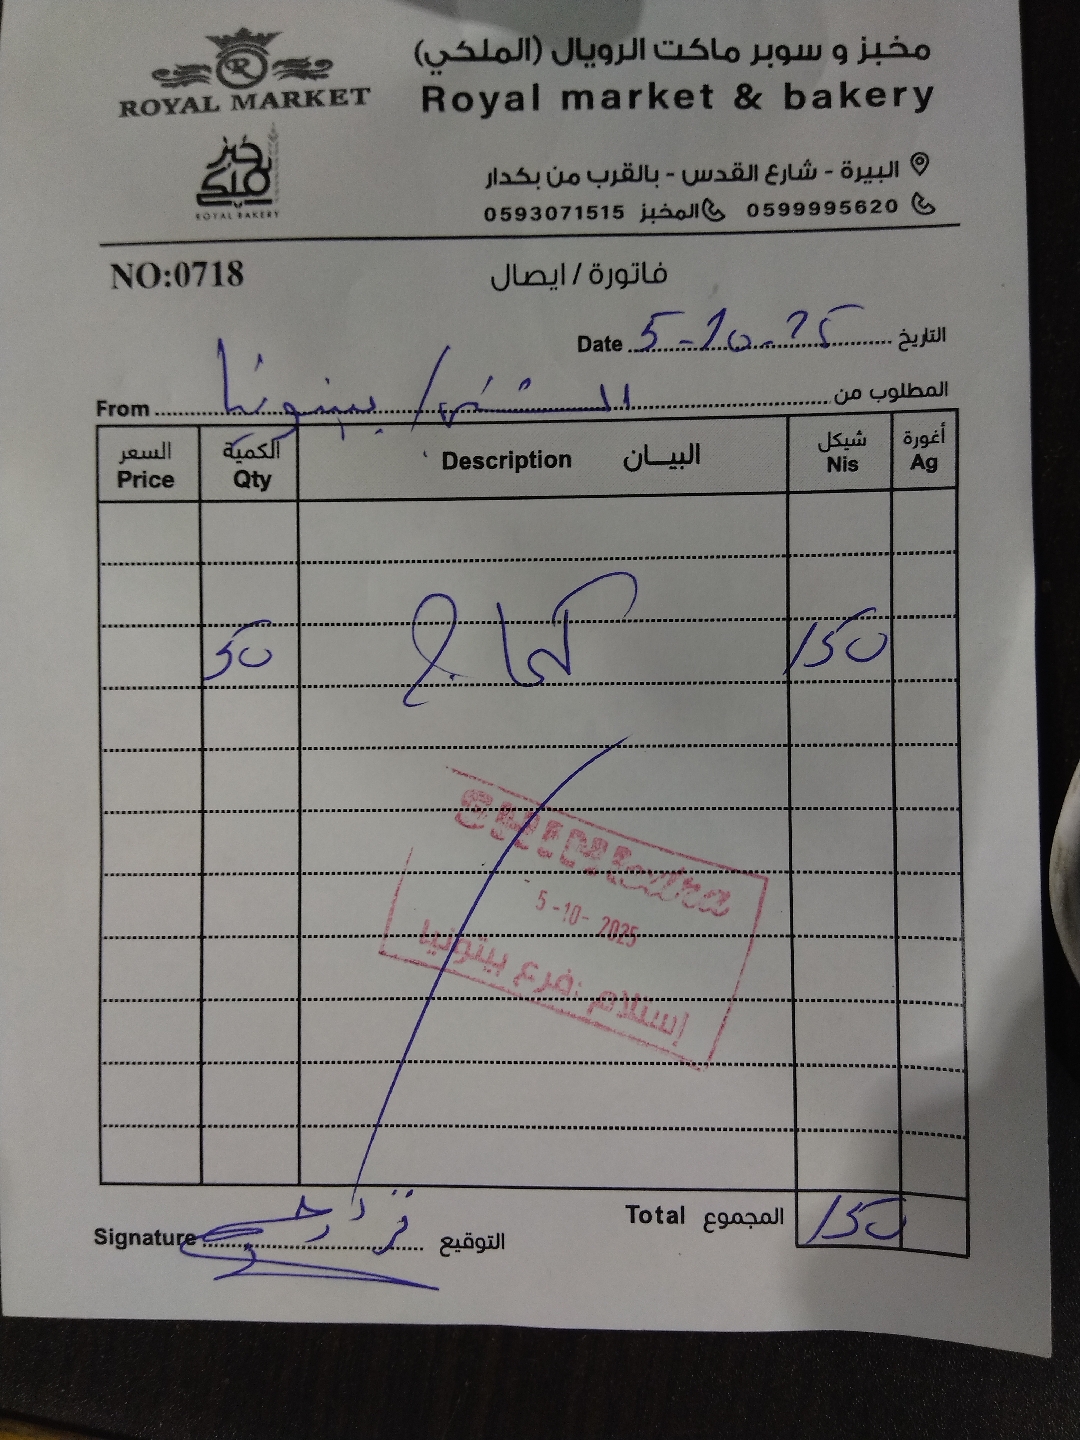 ROYAL MARKET
خبز ملكي
ROYAL BAKERY
مخبز و سوبر ماكت الرويال (الملكي)
Royal market & bakery
البيرة - شارع القدس - بالقرب من بكدار
0599995620 المخبز 0593071515
NO:0718
فاتورة / ايصال
Date 5-10-25 التاريخ
From المطلوب من
السعر الكمية البيان شيكل أغورة
Price Qty Description Nis Ag
50 كماج 150
extra
5-10-2025
إستلام :فرع بيتونيا
Total المجموع 150
Signature التوقيع